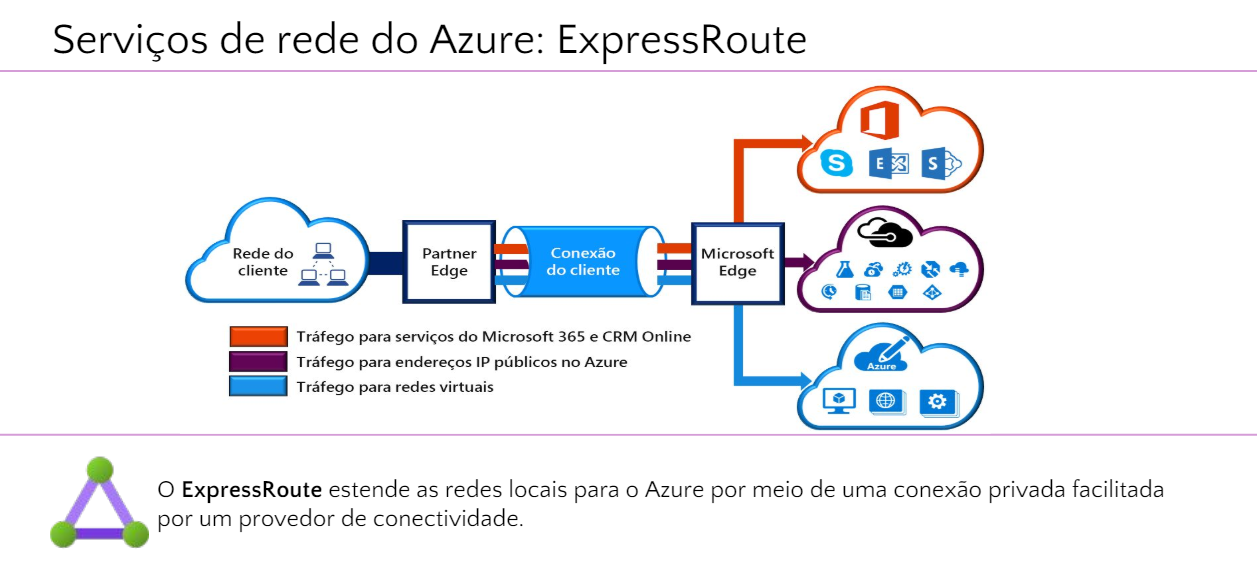 Serviços de rede do Azure: ExpressRoute
Rede do
cliente
Partner
Edge
Conexão
do cliente
Microsoft
Edge
S
E
S
Azure
Tráfego para serviços do Microsoft 365 e CRM Online
Tráfego para endereços IP públicos no Azure
Tráfego para redes virtuais
O ExpressRoute estende as redes locais para o Azure por meio de uma conexão privada facilitada
por um provedor de conectividade.